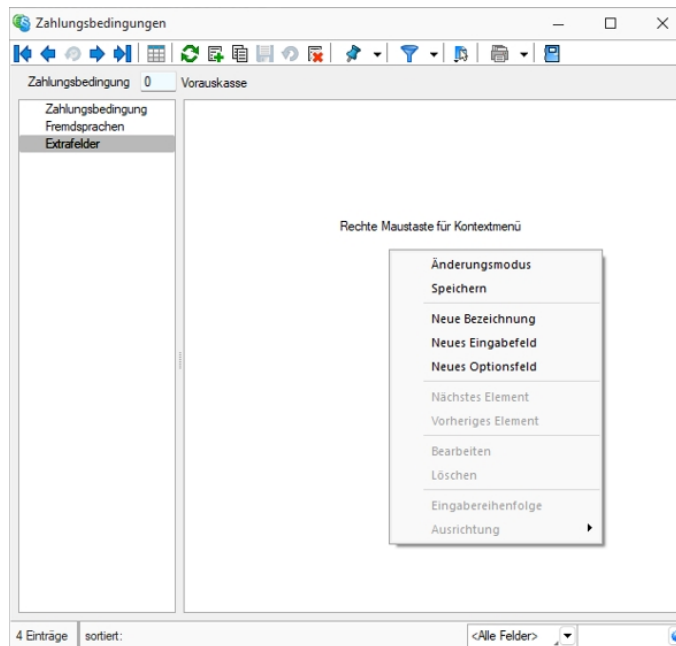 Zahlungsbedingungen
Zahlungsbedingung 0 Vorauskasse
Zahlungsbedingung
Fremdsprachen
Extrafelder
Rechte Maustaste für Kontextmenü
Änderungsmodus
Speichern
Neue Bezeichnung
Neues Eingabefeld
Neues Optionsfeld
Nächstes Element
Vorheriges Element
Bearbeiten
Löschen
Eingabereihenfolge
Ausrichtung
4 Einträge sortiert: <Alle Felder>